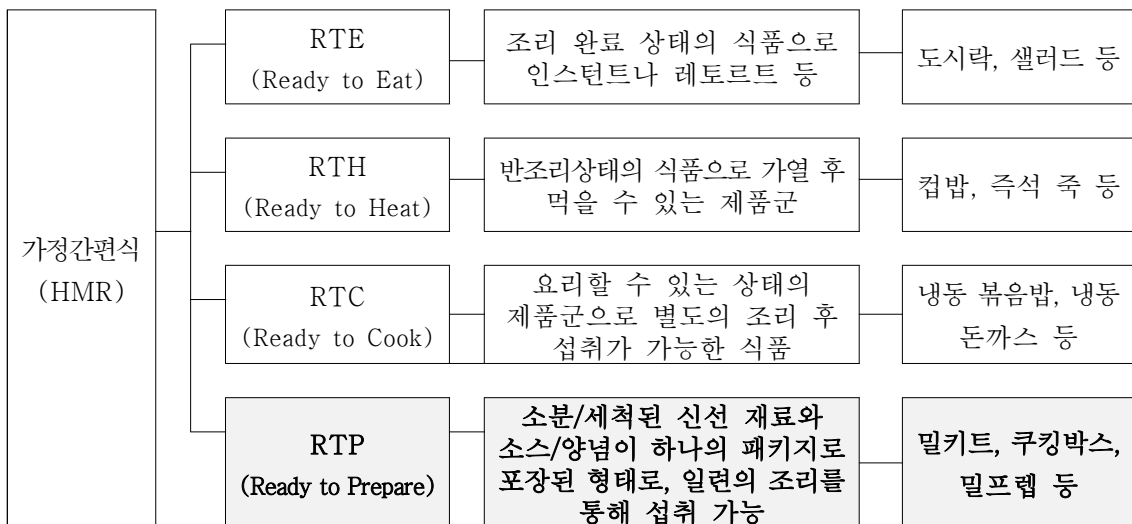 가정간편식
(HMR)
RTE
(Ready to Eat)
조리 완료 상태의 식품으로
인스턴트나 레토르트 등
도시락, 샐러드 등
RTH
(Ready to Heat)
반조리상태의 식품으로 가열 후
먹을 수 있는 제품군
컵밥, 즉석 죽 등
RTC
(Ready to Cook)
요리할 수 있는 상태의
제품군으로 별도의 조리 후
섭취가 가능한 식품
냉동 볶음밥, 냉동
돈까스 등
RTP
(Ready to Prepare)
소분/세척된 신선 재료와
소스/양념이 하나의 패키지로
포장된 형태로, 일련의 조리를
통해 섭취 가능
밀키트, 쿠킹박스,
밀프렙 등